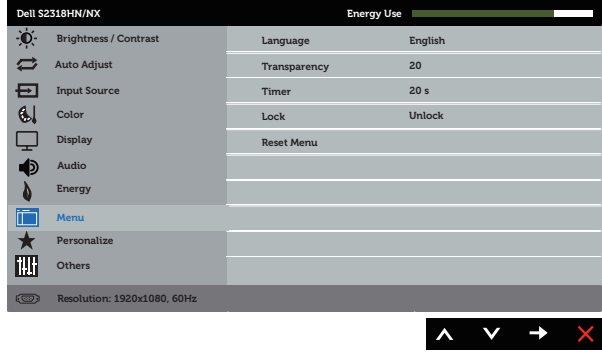 Dell S2318HN/NX Energy Use
Brightness / Contrast Language English
Auto Adjust Transparency 20
Input Source Timer 20 s
Color Lock Unlock
Display Reset Menu
Audio
Energy
Menu
Personalize
Others
Resolution: 1920x1080, 60Hz